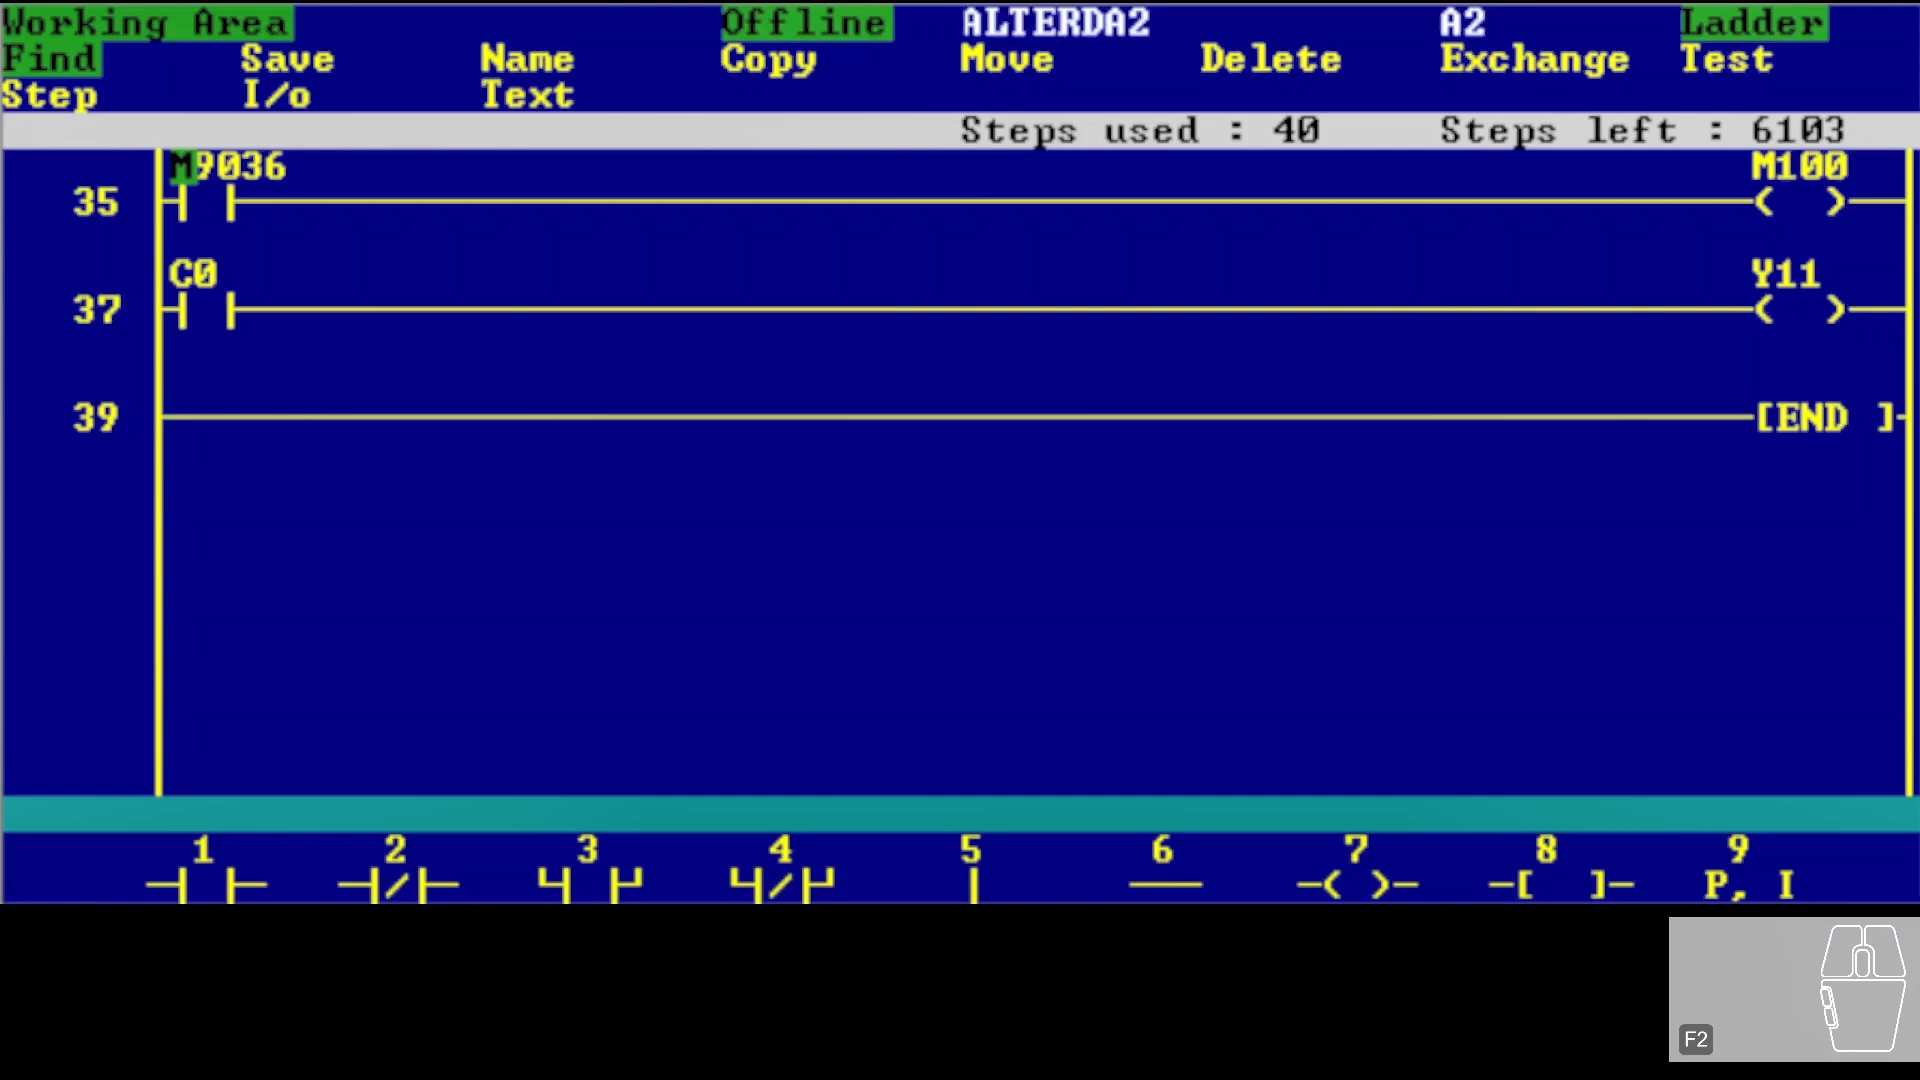 Working Area Offline ALTERDA2 A2 Ladder
Find Save Name Copy Move Delete Exchange Test
Step I/o Text
Steps used : 40 Steps left : 6103
M9036 M100
35 ( )
C0 Y11
37 ( )
39 [END ]
1 2 3 4 5 6 7 8 9
( ) [ ] P, I
F2